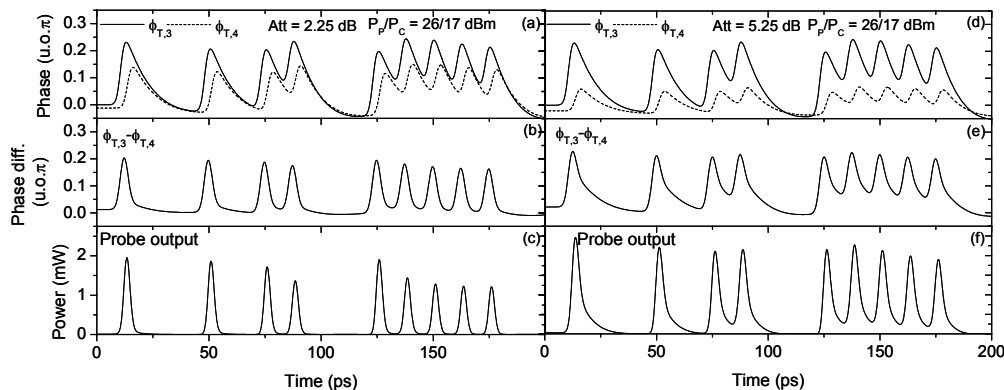 ϕT,3 ϕT,4 Att = 2.25 dB PP/PC = 26/17 dBm (a)
Phase (u.o.π)
0.3
0.2
0.1
0.0
ϕT,3-ϕT,4 (b)
Phase diff. (u.o.π)
0.3
0.2
0.1
0.0
Probe output (c)
Power (mW)
2
1
0
0 50 100 150
Time (ps)
ϕT,3 ϕT,4 Att = 5.25 dB PP/PC = 26/17 dBm (d)
ϕT,3-ϕT,4 (e)
Probe output (f)
0 50 100 150 200
Time (ps)